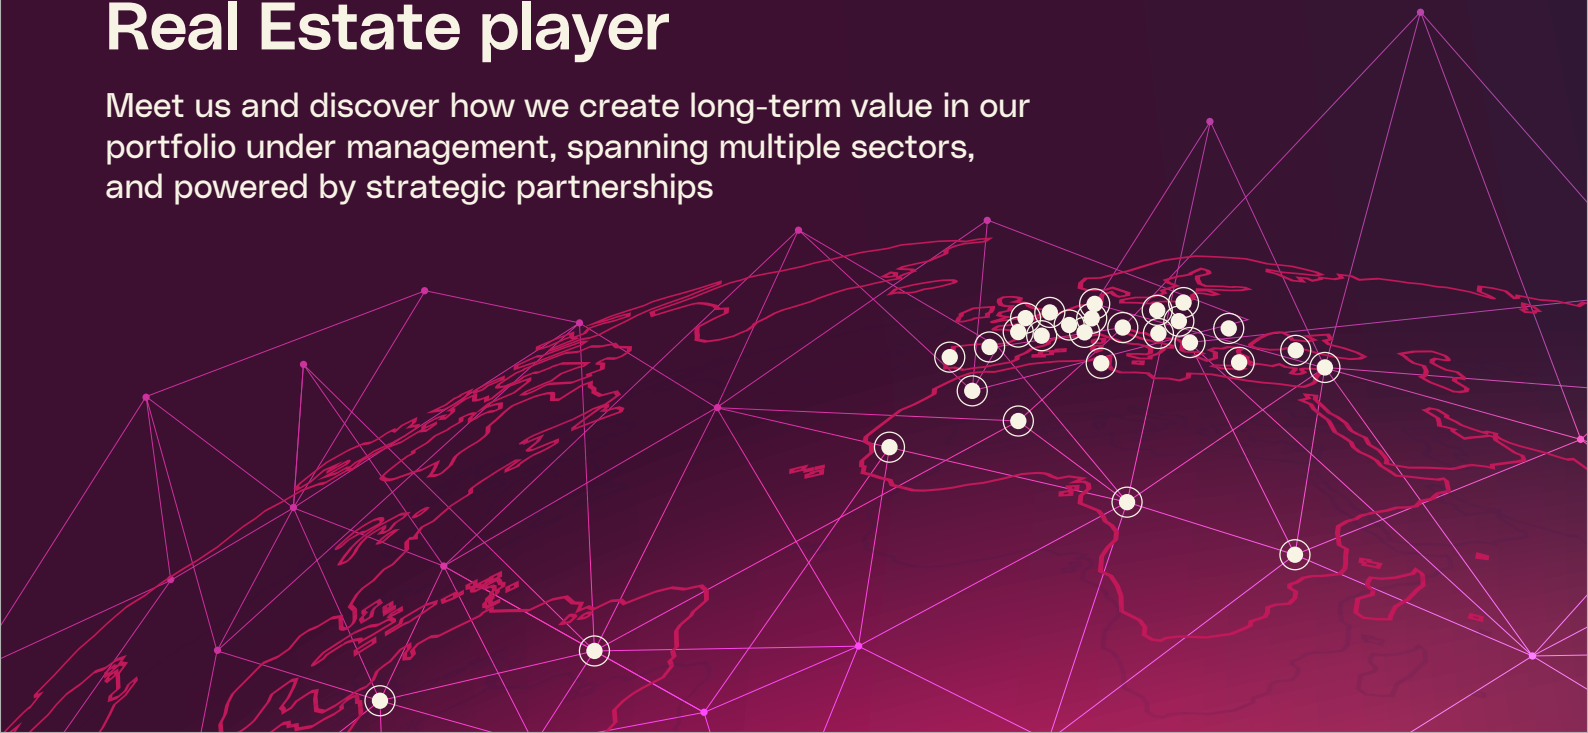 Real Estate player
Meet us and discover how we create long-term value in our
portfolio under management, spanning multiple sectors,
and powered by strategic partnerships